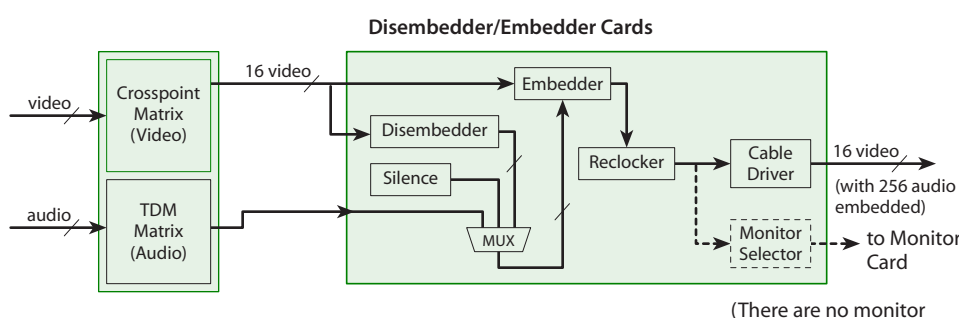 Disembedder/Embedder Cards
16 video
Embedder
video
Crosspoint
Matrix
(Video)
Disembedder
Reclocker
Cable
Driver
16 video
(with 256 audio
embedded)
Silence
audio
TDM
Matrix
(Audio)
MUX
Monitor
Selector
to Monitor
Card
(There are no monitor